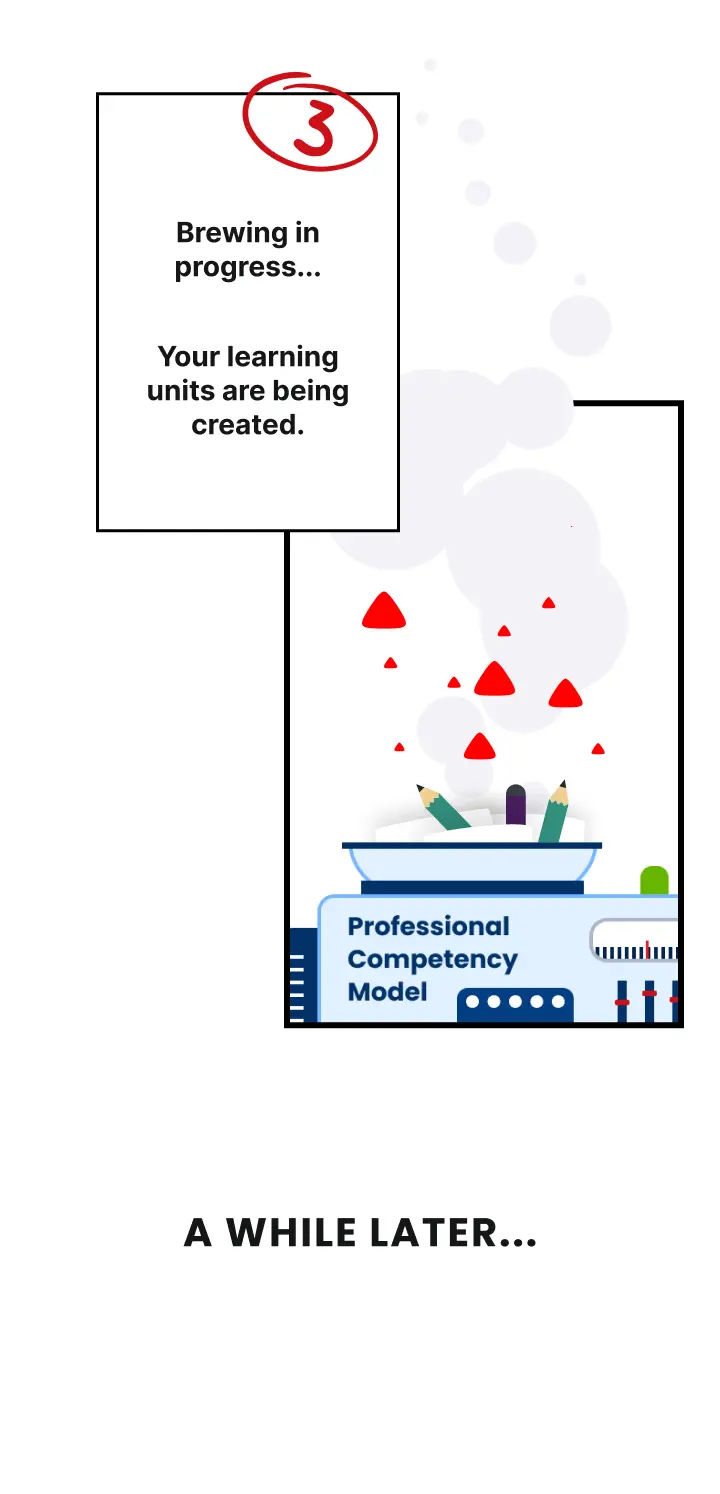 3
Brewing in
progress...
Your learning
units are being
created.
Professional
Competency
Model
A WHILE LATER...